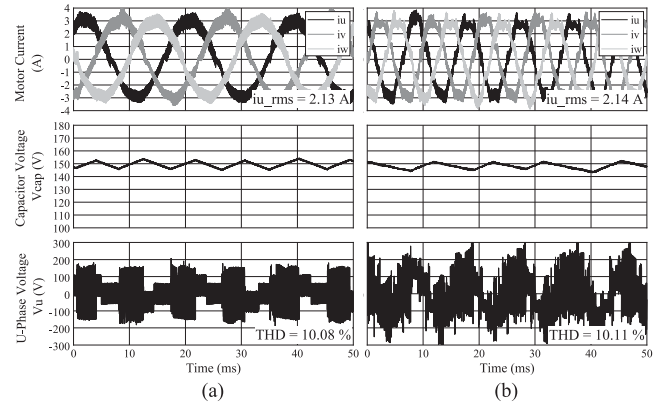 4
3
2
1
0
-1
-2
-3
-4
Motor Current
(A)
iu
iv
iw
iu_rms = 2.13 A
iu
iv
iw
iu_rms = 2.14 A
180
170
160
150
140
130
120
110
100
Capacitor Voltage
Vcap (V)
300
200
100
0
-100
-200
-300
U-Phase Voltage
Vu (V)
THD = 10.08 %
THD = 10.11 %
0 10 20 30 40 50
0 10 20 30 40 50
Time (ms)
Time (ms)
(a)
(b)